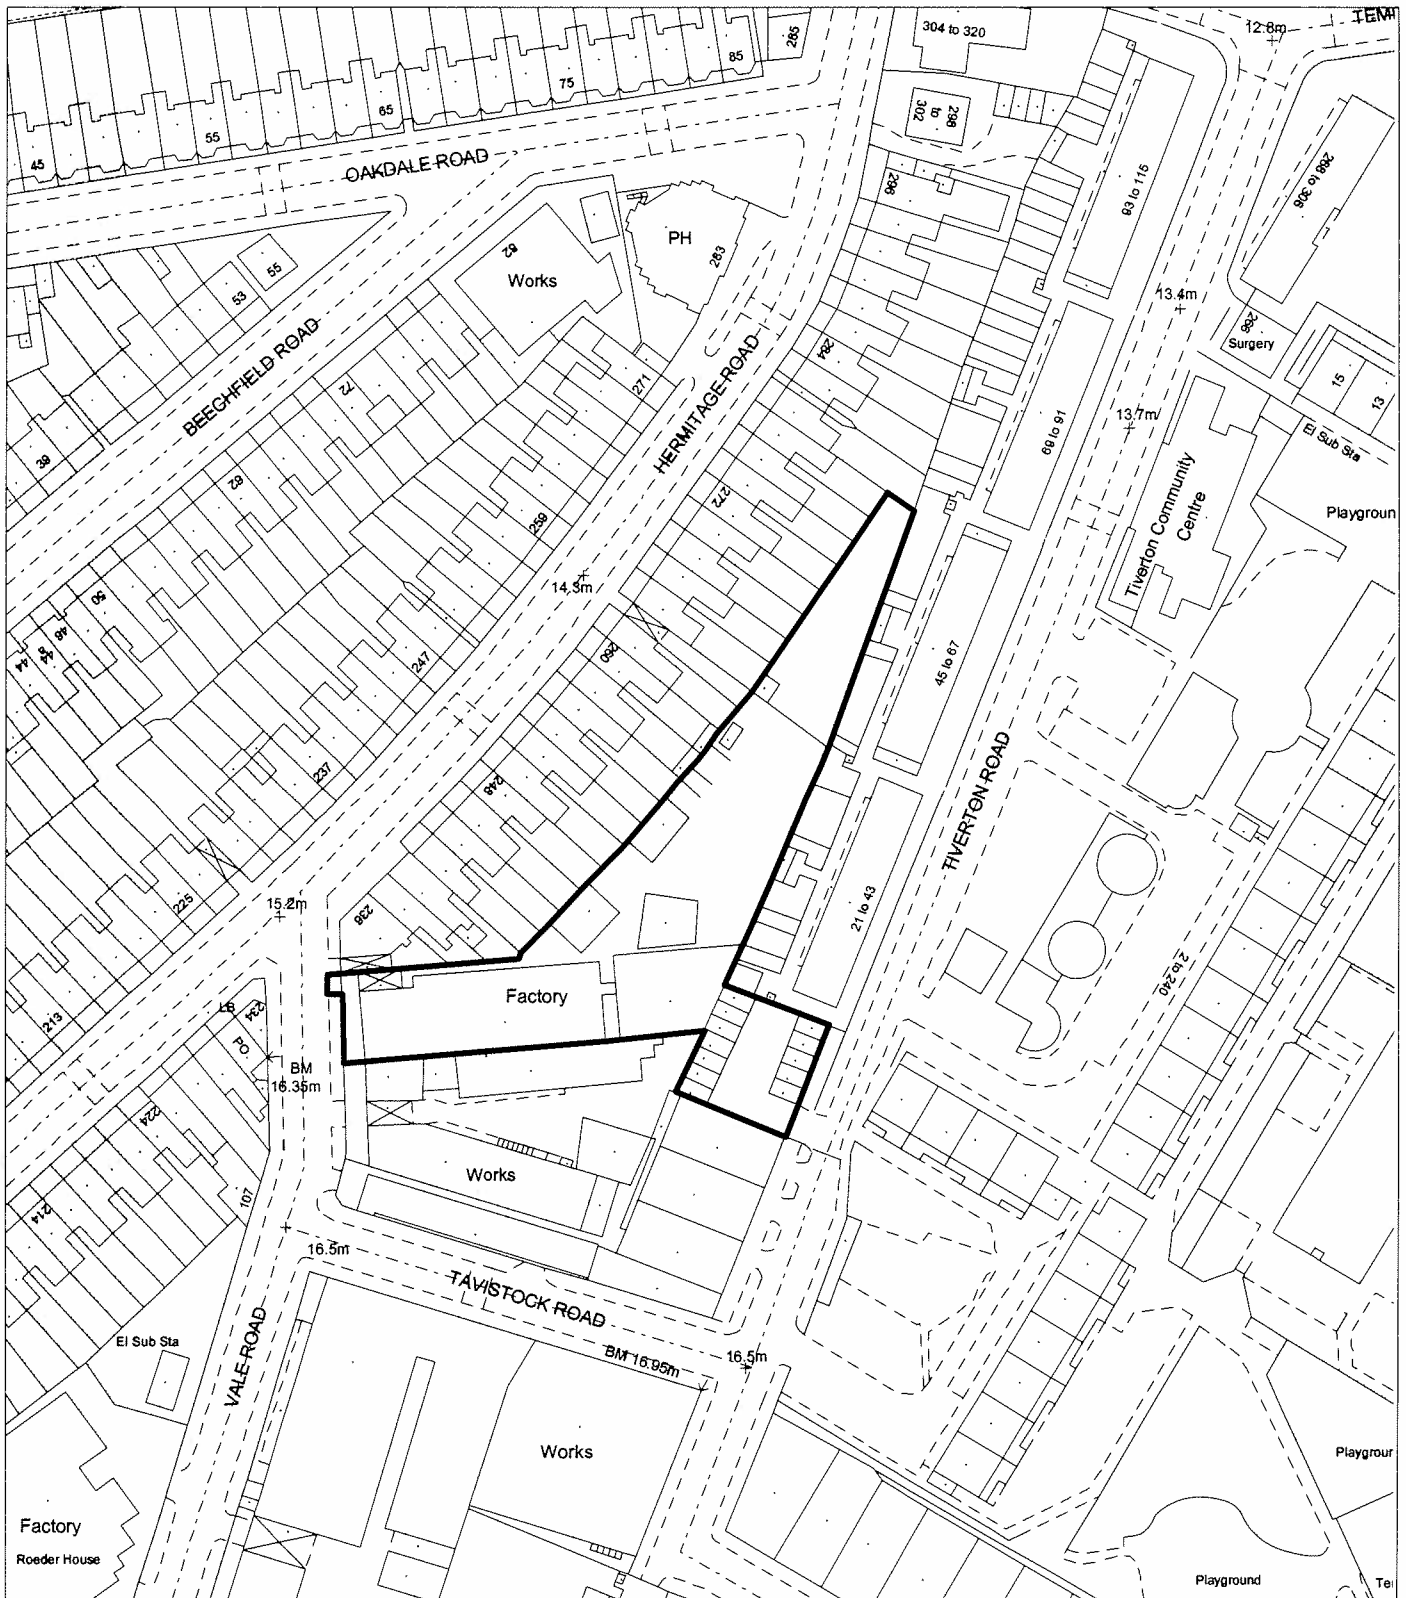 304 to 320
12.8m
TEM
285
85
75
65
55
45
298
to
302
OAKDALE ROAD
296
93 to 115
268 to 306
PH
283
82
Works
55
53
13.4m
266
Surgery
BEECHFIELD ROAD
HERMITAGE ROAD
284
271
72
15
13
13.7m
69 to 91
El Sub Sta
39
62
272
259
Tiverton Community
Centre
Playgroun
14.3m
50
48
46
44
260
247
45 to 67
237
248
TIVERTON ROAD
225
15.2m
236
21 to 43
2 to 240
Factory
LB
234
PO
213
BM
16.35m
224
Works
107
214
16.5m
TAVISTOCK ROAD
El Sub Sta
VALE ROAD
BM 16.95m
16.5m
Works
Playgrour
Factory
Roeder House
Playground
Te